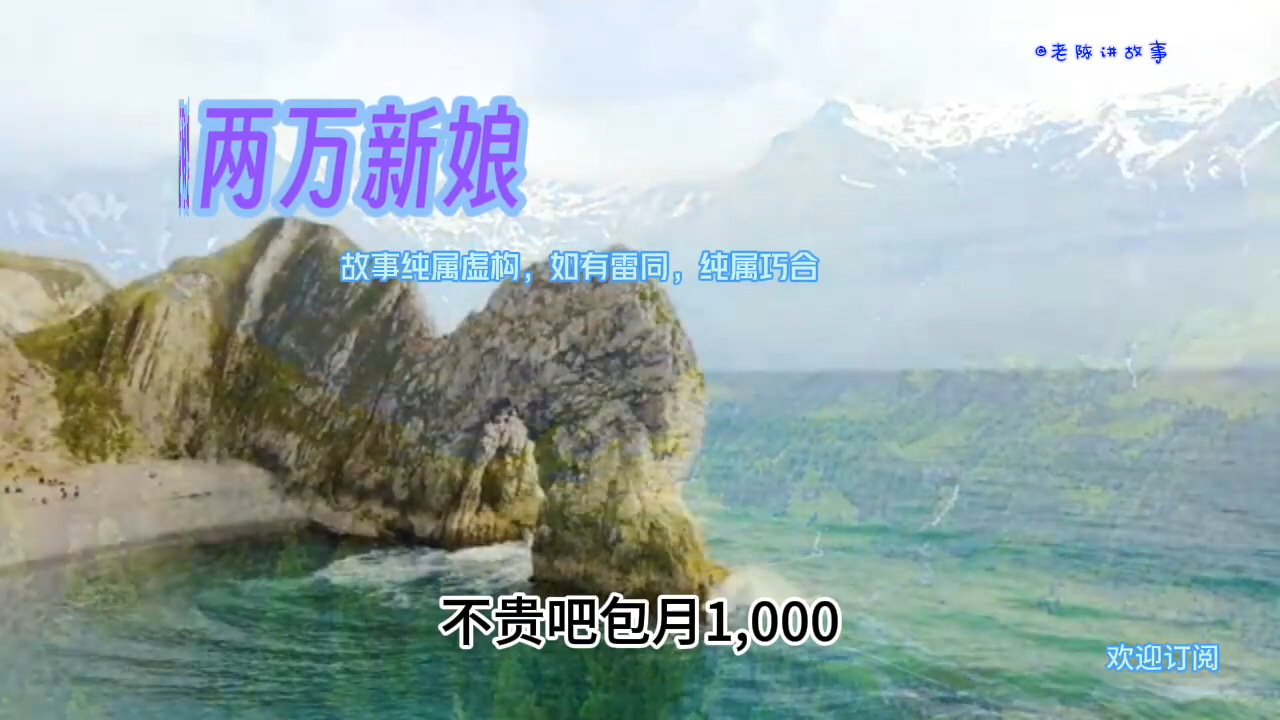 @老陈讲故事
两万新娘
故事纯属虚构，如有雷同，纯属巧合
不贵吧包月1,000
欢迎订阅